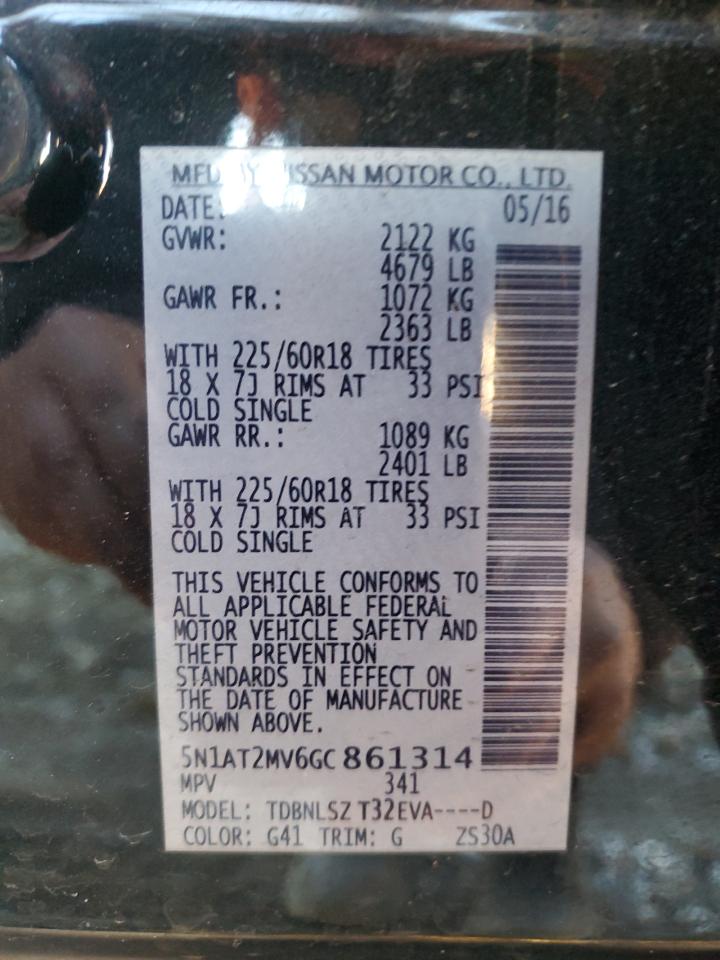 MFD BY NISSAN MOTOR CO., LTD.
DATE: 05/16
GVWR: 2122 KG
4679 LB
GAWR FR.: 1072 KG
2363 LB
WITH 225/60R18 TIRES
18 X 7J RIMS AT 33 PSI
COLD SINGLE
GAWR RR.: 1089 KG
2401 LB
WITH 225/60R18 TIRES
18 X 7J RIMS AT 33 PSI
COLD SINGLE
THIS VEHICLE CONFORMS TO
ALL APPLICABLE FEDERAL
MOTOR VEHICLE SAFETY AND
THEFT PREVENTION
STANDARDS IN EFFECT ON
THE DATE OF MANUFACTURE
SHOWN ABOVE.
5N1AT2MV6GC861314
MPV 341
MODEL: TDBNLSZ T32EVA----D
COLOR: G41 TRIM: G ZS30A